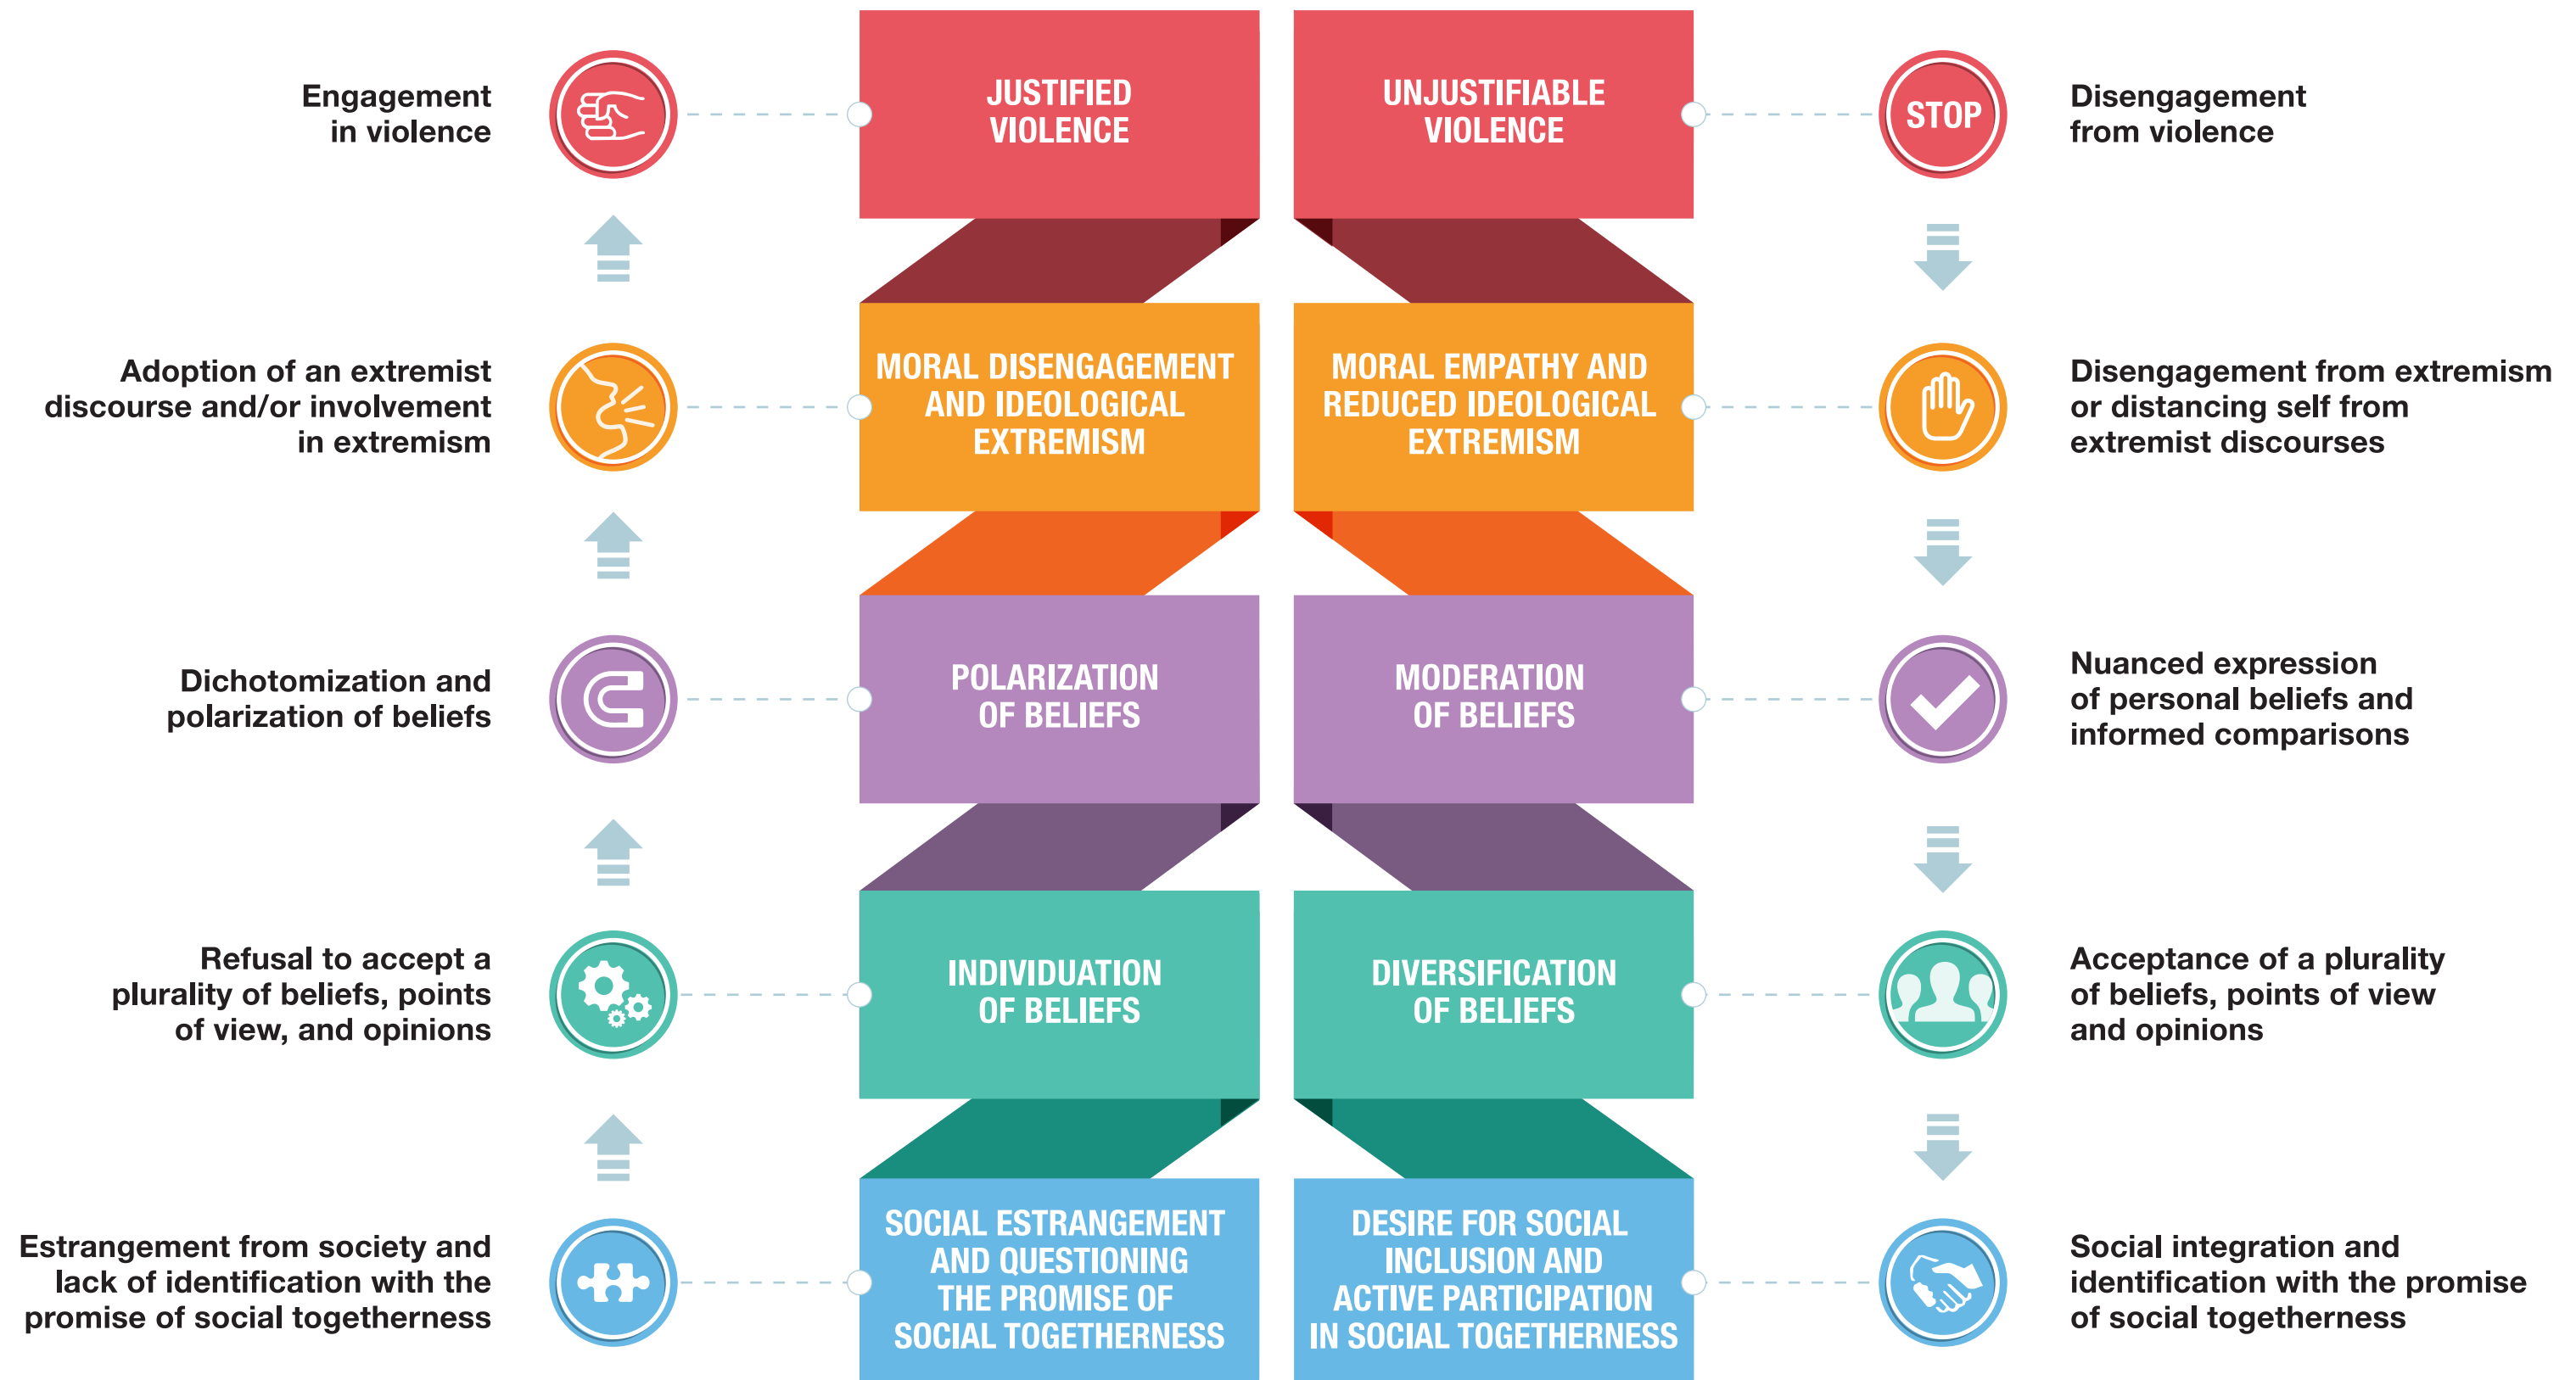 Engagement
in violence
JUSTIFIED
VIOLENCE
UNJUSTIFIABLE
VIOLENCE
STOP
Disengagement
from violence
Adoption of an extremist
discourse and/or involvement
in extremism
MORAL DISENGAGEMENT
AND IDEOLOGICAL
EXTREMISM
MORAL EMPATHY AND
REDUCED IDEOLOGICAL
EXTREMISM
Disengagement from extremism
or distancing self from
extremist discourses
Dichotomization and
polarization of beliefs
POLARIZATION
OF BELIEFS
MODERATION
OF BELIEFS
Nuanced expression
of personal beliefs and
informed comparisons
Refusal to accept a
plurality of beliefs, points
of view, and opinions
INDIVIDUATION
OF BELIEFS
DIVERSIFICATION
OF BELIEFS
Acceptance of a plurality
of beliefs, points of view
and opinions
Estrangement from society and
lack of identification with the
promise of social togetherness
SOCIAL ESTRANGEMENT
AND QUESTIONING
THE PROMISE OF
SOCIAL TOGETHERNESS
DESIRE FOR SOCIAL
INCLUSION AND
ACTIVE PARTICIPATION
IN SOCIAL TOGETHERNESS
Social integration and
identification with the promise
of social togetherness